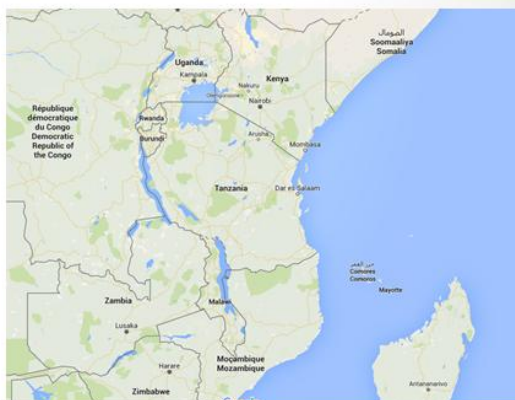 الصومال
Soomaaliya
Somalia
Uganda
Kampala
Kenya
Nakuru
Nairobi
République
démocratique
du Congo
Democratic
Republic of
the Congo
Rwanda
Burundi
Arusha
Mombasa
Tanzania
Dar es Salaam
جزر القمر
Comores
Comoros
Mayotte
Zambia
Malawi
Lusaka
Harare
Moçambique
Mozambique
Zimbabwe
Antananarivo